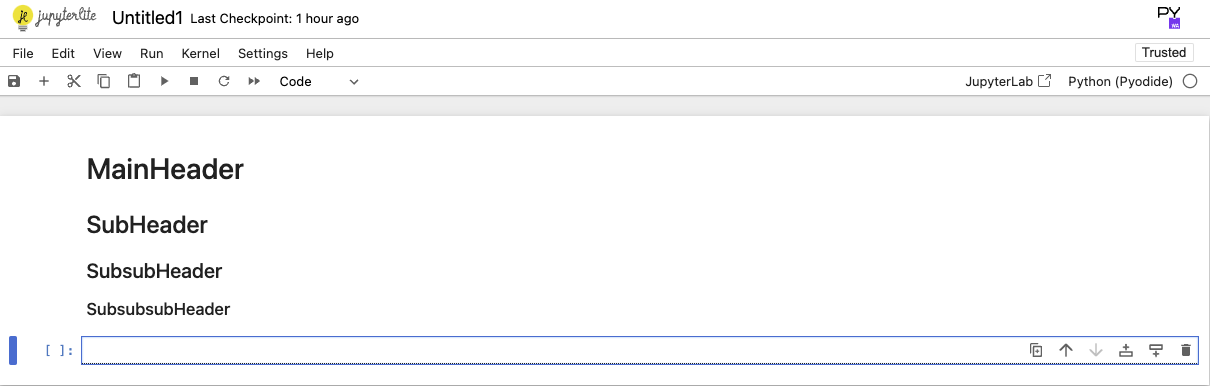 jupyterlite Untitled1 Last Checkpoint: 1 hour ago PY
File Edit View Run Kernel Settings Help Trusted
Code JupyterLab Python (Pyodide)
MainHeader
SubHeader
SubsubHeader
SubsubsubHeader
[ ]: